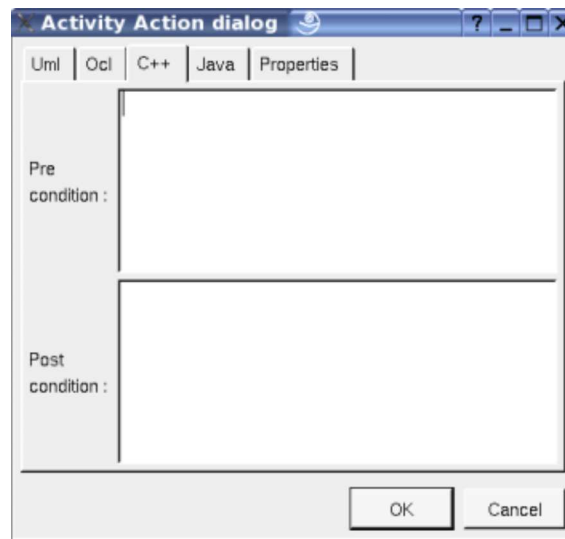 Activity Action dialog
Uml Ocl C++ Java Properties
Pre
condition :
Post
condition :
OK Cancel